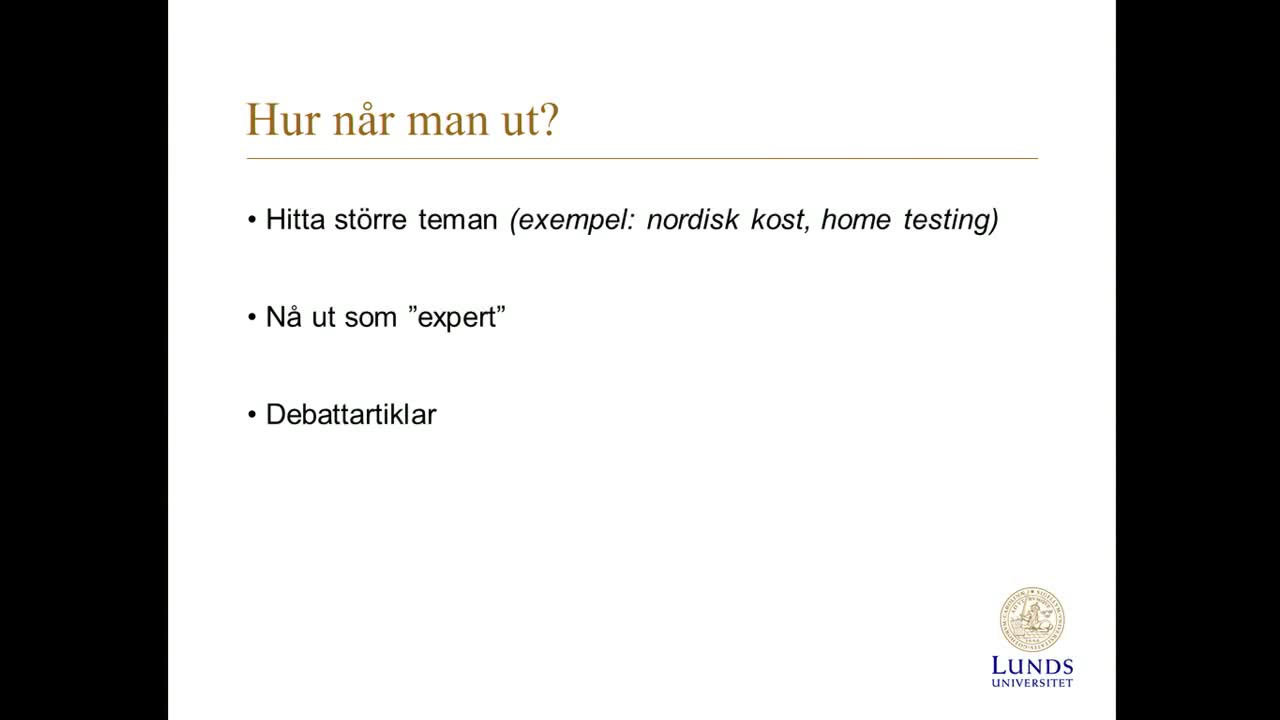 Hur når man ut?
• Hitta större teman (exempel: nordisk kost, home testing)
• Nå ut som ”expert”
• Debattartiklar
LUNDS
UNIVERSITET